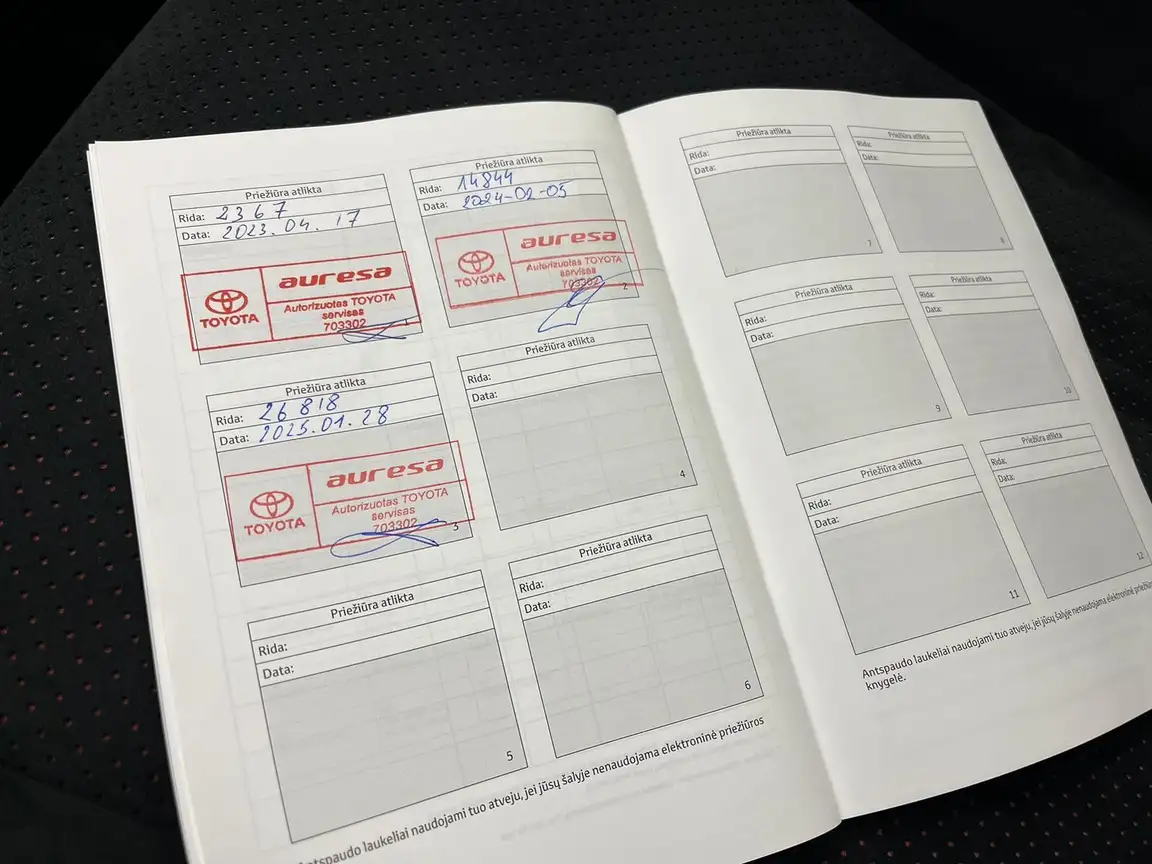 Priežiūra atlikta
Rida: 2367
Data: 2023.04.17
TOYOTA
auresa
Autorizuotas TOYOTA
servisas
703302
1
Priežiūra atlikta
Rida: 14844
Data: 2024-02-05
TOYOTA
auresa
Autorizuotas TOYOTA
servisas
703302
2
Priežiūra atlikta
Rida: 26818
Data: 2025.01.28
TOYOTA
auresa
Autorizuotas TOYOTA
servisas
703302
3
Priežiūra atlikta
Rida:
Data:
4
Priežiūra atlikta
Rida:
Data:
5
Priežiūra atlikta
Rida:
Data:
6
Antspaudo laukeliai naudojami tuo atveju, jei jūsų šalyje nenaudojama elektroninė priežiūros
Priežiūra atlikta
Rida:
Data:
7
Priežiūra atlikta
Rida:
Data:
8
Priežiūra atlikta
Rida:
Data:
9
Priežiūra atlikta
Rida:
Data:
10
Priežiūra atlikta
Rida:
Data:
11
Priežiūra atlikta
Rida:
Data:
12
Antspaudo laukeliai naudojami tuo atveju, jei jūsų šalyje nenaudojama elektroninė priežiūros
knygelė.